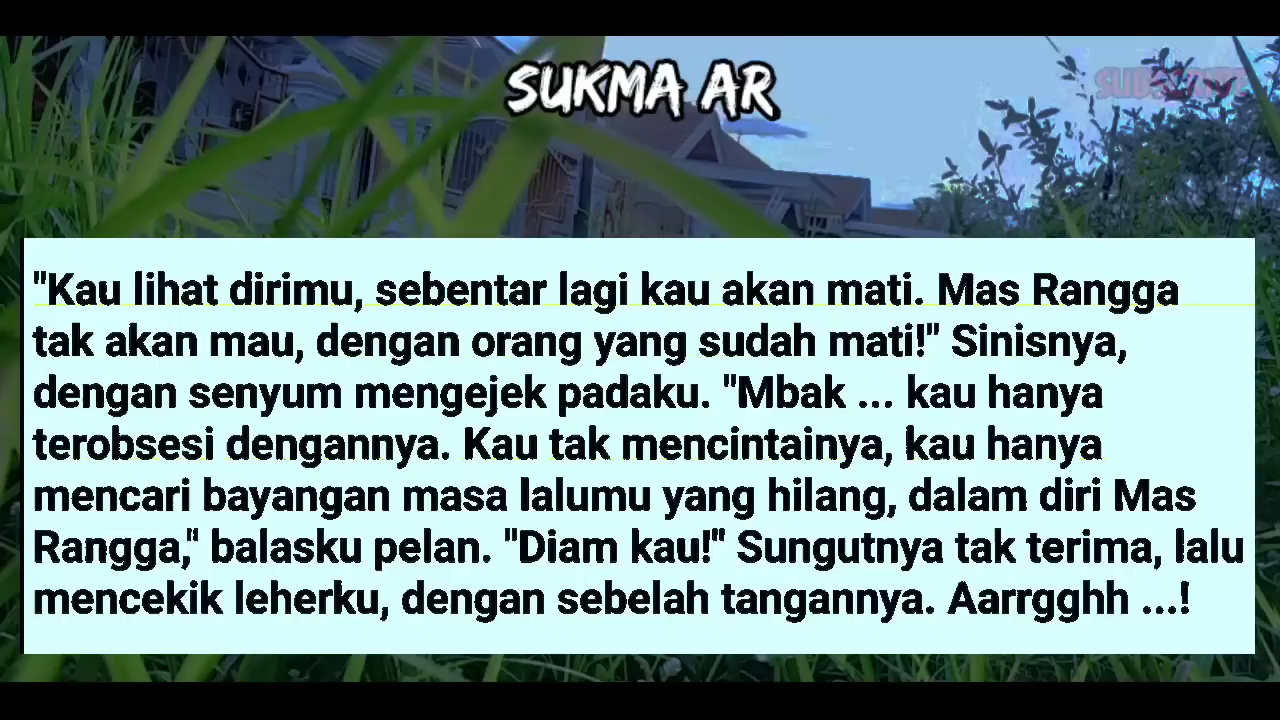 SUKMA AR
SUBSCRIBE
"Kau lihat dirimu, sebentar lagi kau akan mati. Mas Rangga
tak akan mau, dengan orang yang sudah mati!" Sinisnya,
dengan senyum mengejek padaku. "Mbak ... kau hanya
terobsesi dengannya. Kau tak mencintainya, kau hanya
mencari bayangan masa lalumu yang hilang, dalam diri Mas
Rangga," balasku pelan. "Diam kau!" Sungutnya tak terima, lalu
mencekik leherku, dengan sebelah tangannya. Aarrgghh ...!